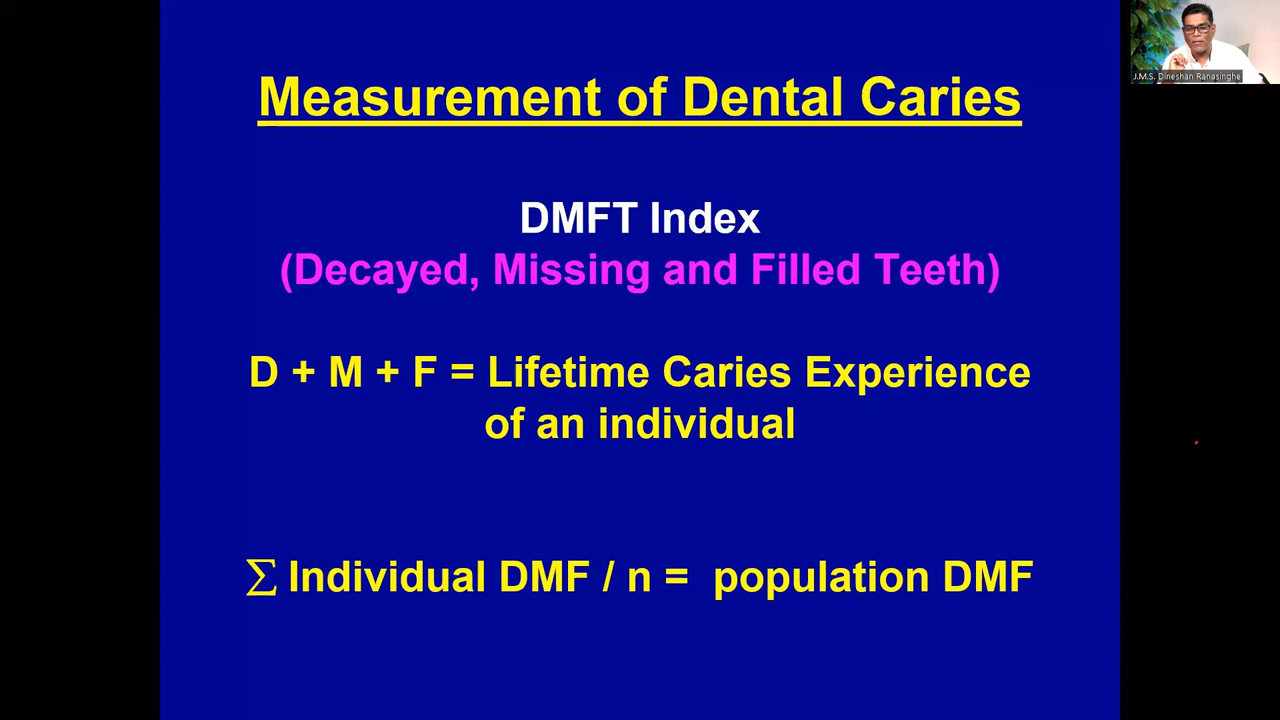 Measurement of Dental Caries
DMFT Index
(Decayed, Missing and Filled Teeth)
D + M + F = Lifetime Caries Experience
of an individual
∑ Individual DMF / n = population DMF
J.M.S. Dineshan Ranasinghe